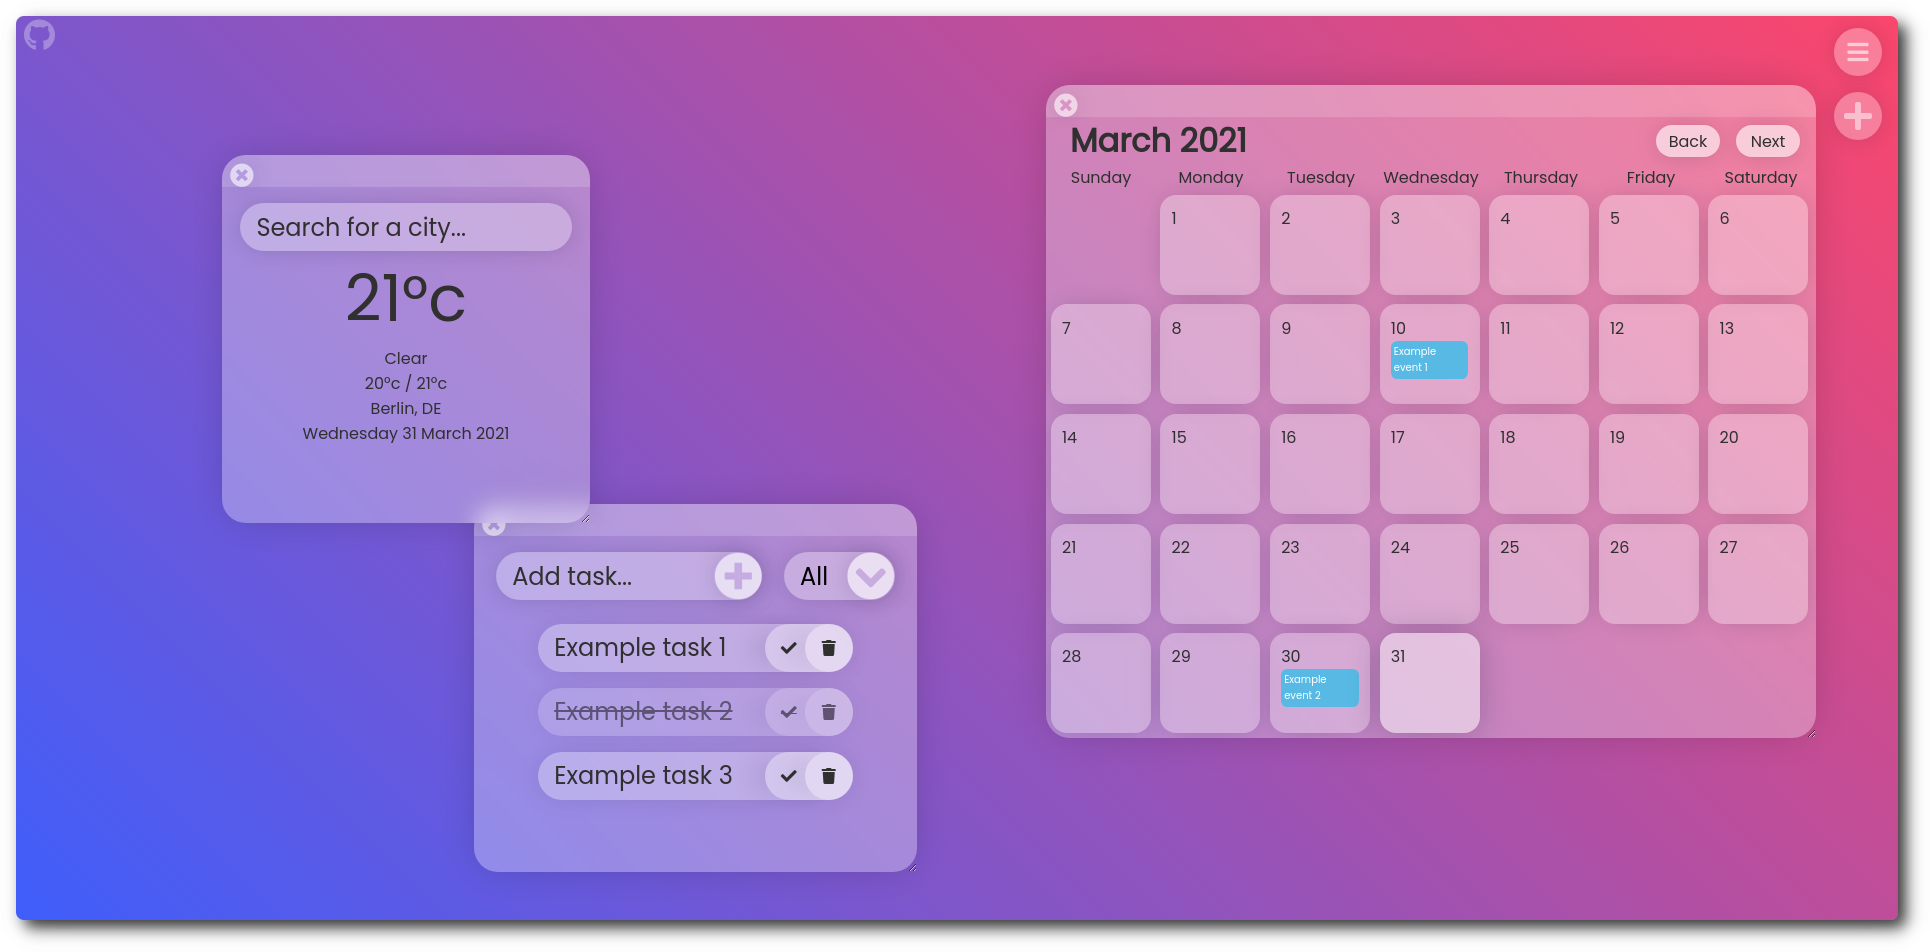 Search for a city...
21°c
Clear
20°c / 21°c
Berlin, DE
Wednesday 31 March 2021
Add task...
All
Example task 1
Example task 2
Example task 3
March 2021
Back
Next
Sunday Monday Tuesday Wednesday Thursday Friday Saturday
1 2 3 4 5 6
7 8 9 10 11 12 13
Example
event 1
14 15 16 17 18 19 20
21 22 23 24 25 26 27
28 29 30 31
Example
event 2